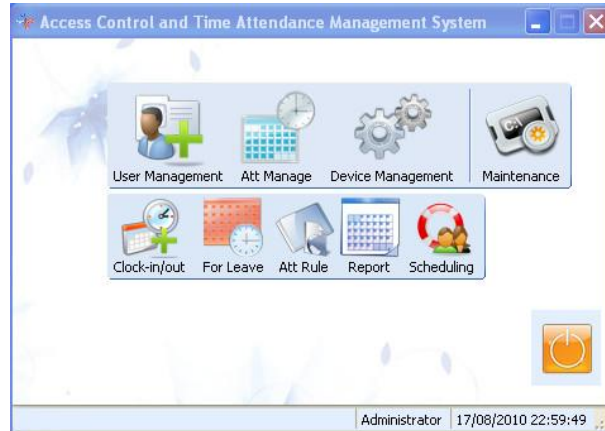 Access Control and Time Attendance Management System
User Management Att Manage Device Management Maintenance
Clock-in/out For Leave Att Rule Report Scheduling
Administrator 17/08/2010 22:59:49